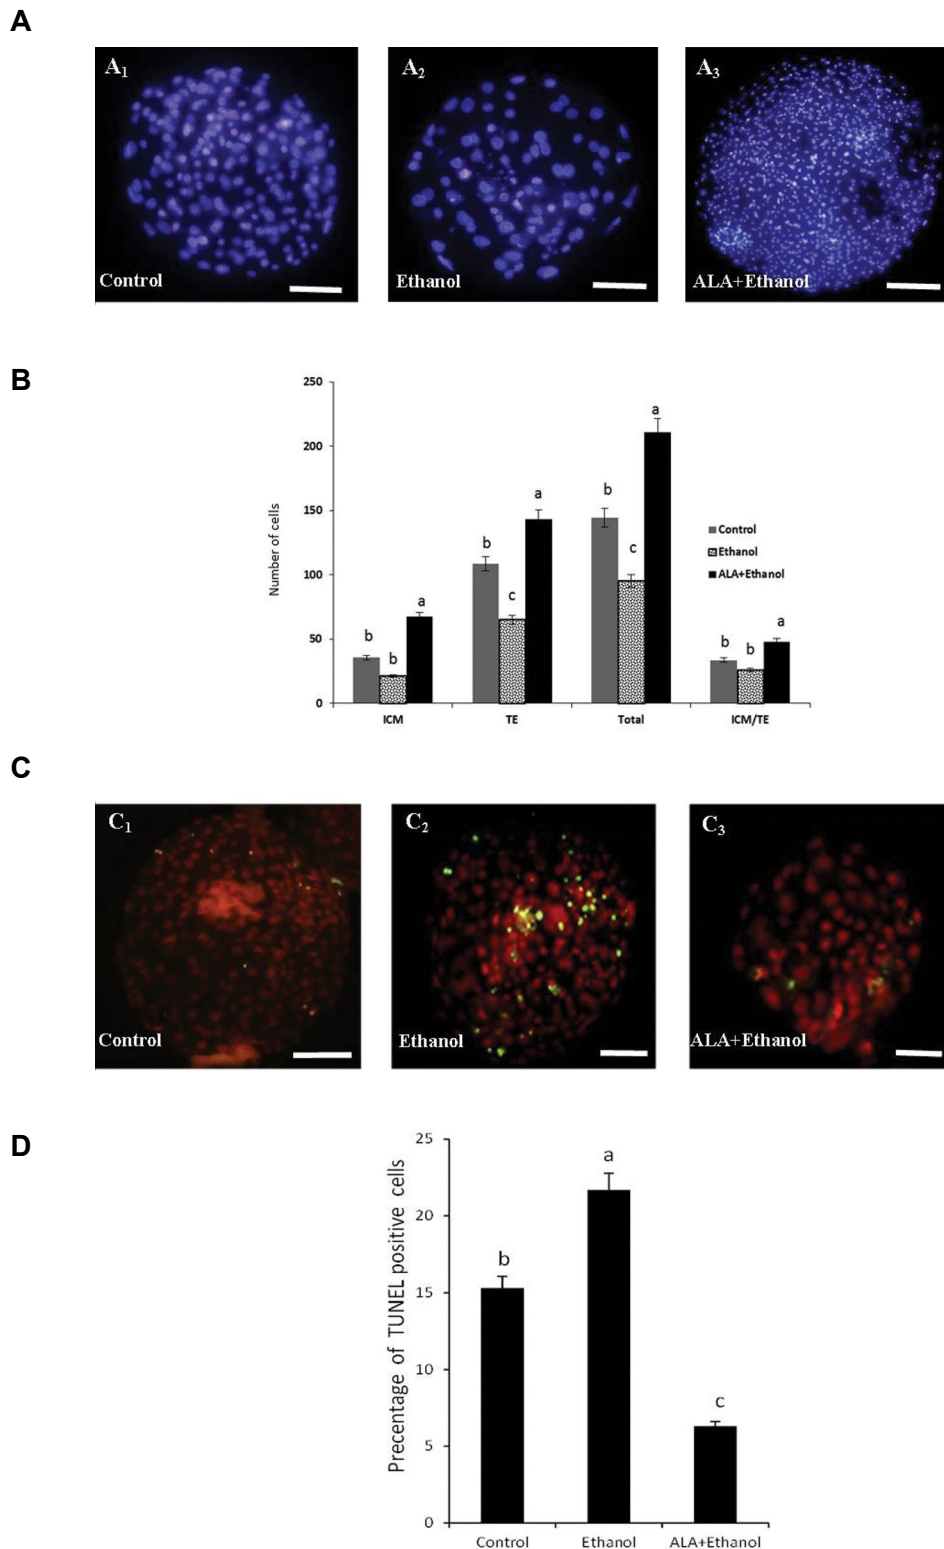 A
A1
A2
A3
Control
Ethanol
ALA+Ethanol
B
250
200
150
100
50
0
Number of cells
b
b
a
b
c
a
b
c
a
b
b
a
Control
Ethanol
ALA+Ethanol
ICM
TE
Total
ICM/TE
C
C1
C2
C3
Control
Ethanol
ALA+Ethanol
D
25
20
15
10
5
0
Precentage of TUNEL positive cells
b
a
c
Control
Ethanol
ALA+Ethanol